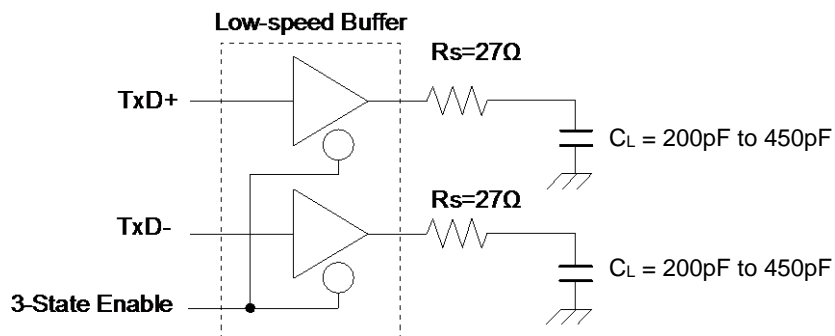 Low-speed Buffer
Rs=27Ω
TxD+
CL = 200pF to 450pF
Rs=27Ω
TxD-
CL = 200pF to 450pF
3-State Enable